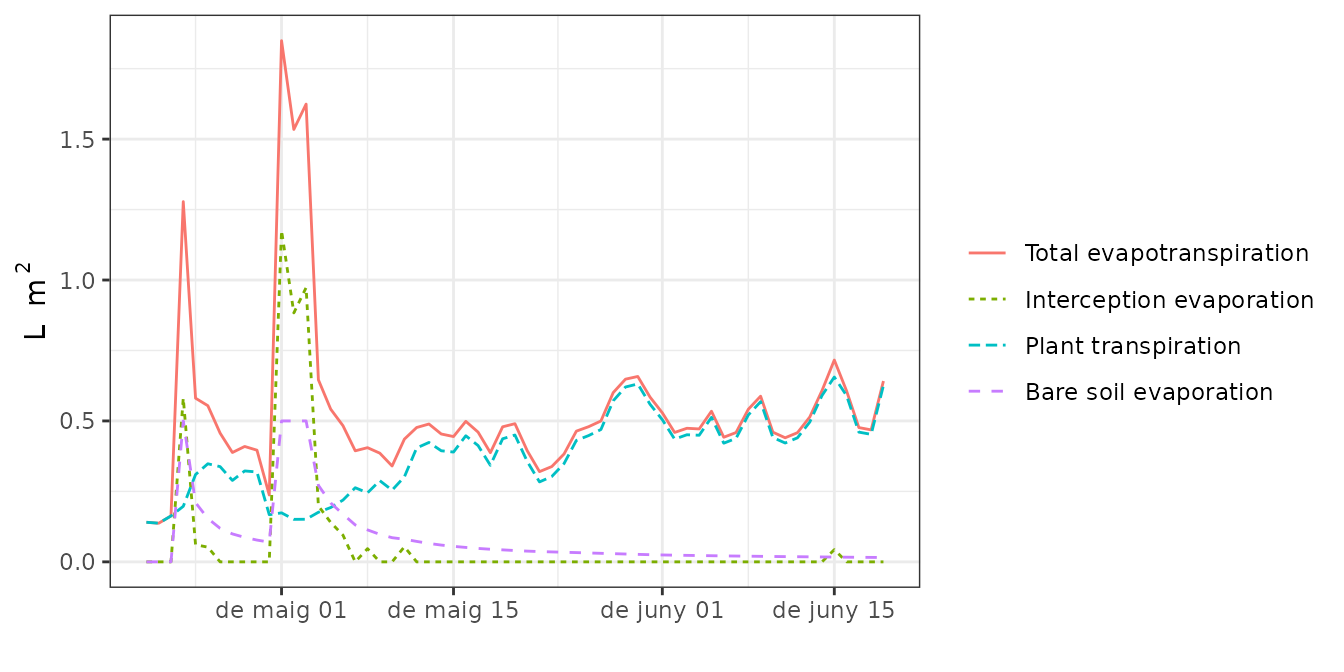 L m²
1.5
1.0
0.5
0.0
de maig 01 de maig 15 de juny 01 de juny 15
Total evapotranspiration
Interception evaporation
Plant transpiration
Bare soil evaporation